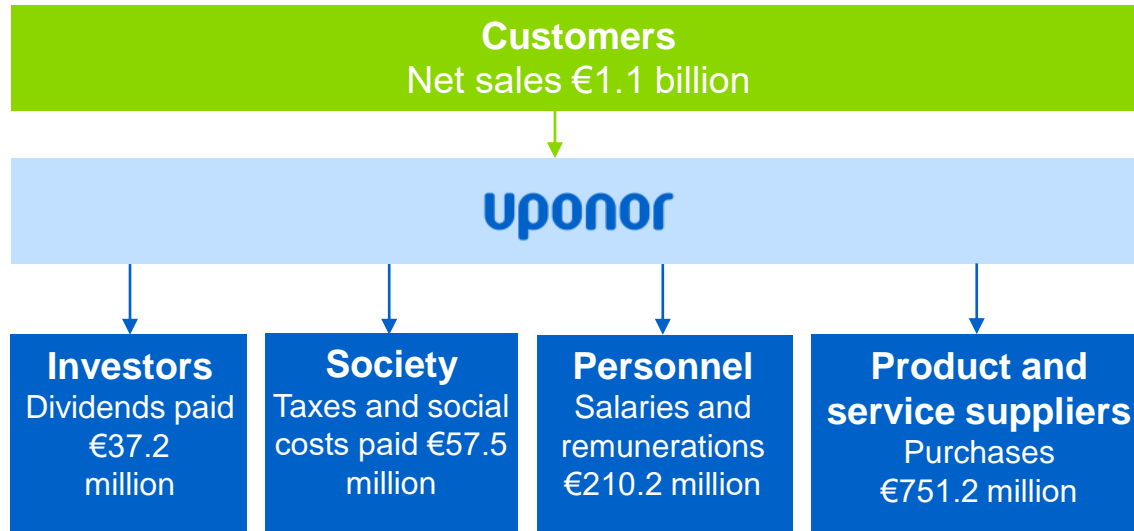 Customers
Net sales €1.1 billion
uponor
Investors
Dividends paid
€37.2
million
Society
Taxes and social
costs paid €57.5
million
Personnel
Salaries and
remunerations
€210.2 million
Product and
service suppliers
Purchases
€751.2 million